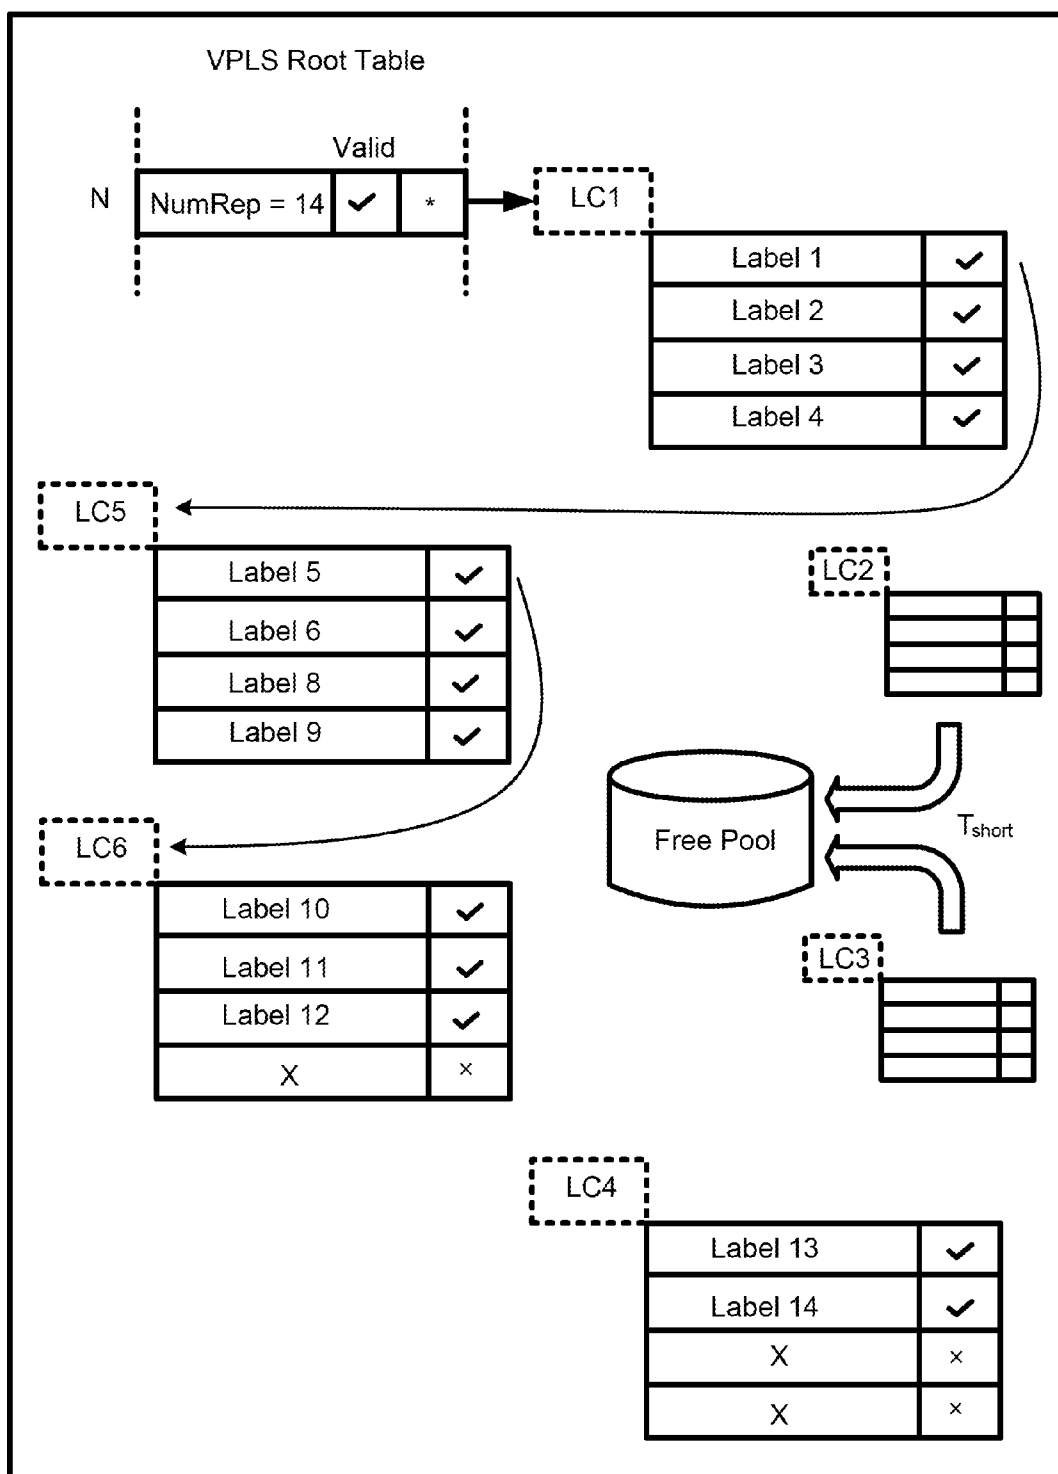 VPLS Root Table
Valid
N
NumRep = 14 ✓ *
LC1
Label 1 ✓
Label 2 ✓
Label 3 ✓
Label 4 ✓
LC5
Label 5 ✓
Label 6 ✓
Label 8 ✓
Label 9 ✓
LC2
Free Pool
Tshort
LC6
Label 10 ✓
Label 11 ✓
Label 12 ✓
X ×
LC3
LC4
Label 13 ✓
Label 14 ✓
X ×
X ×